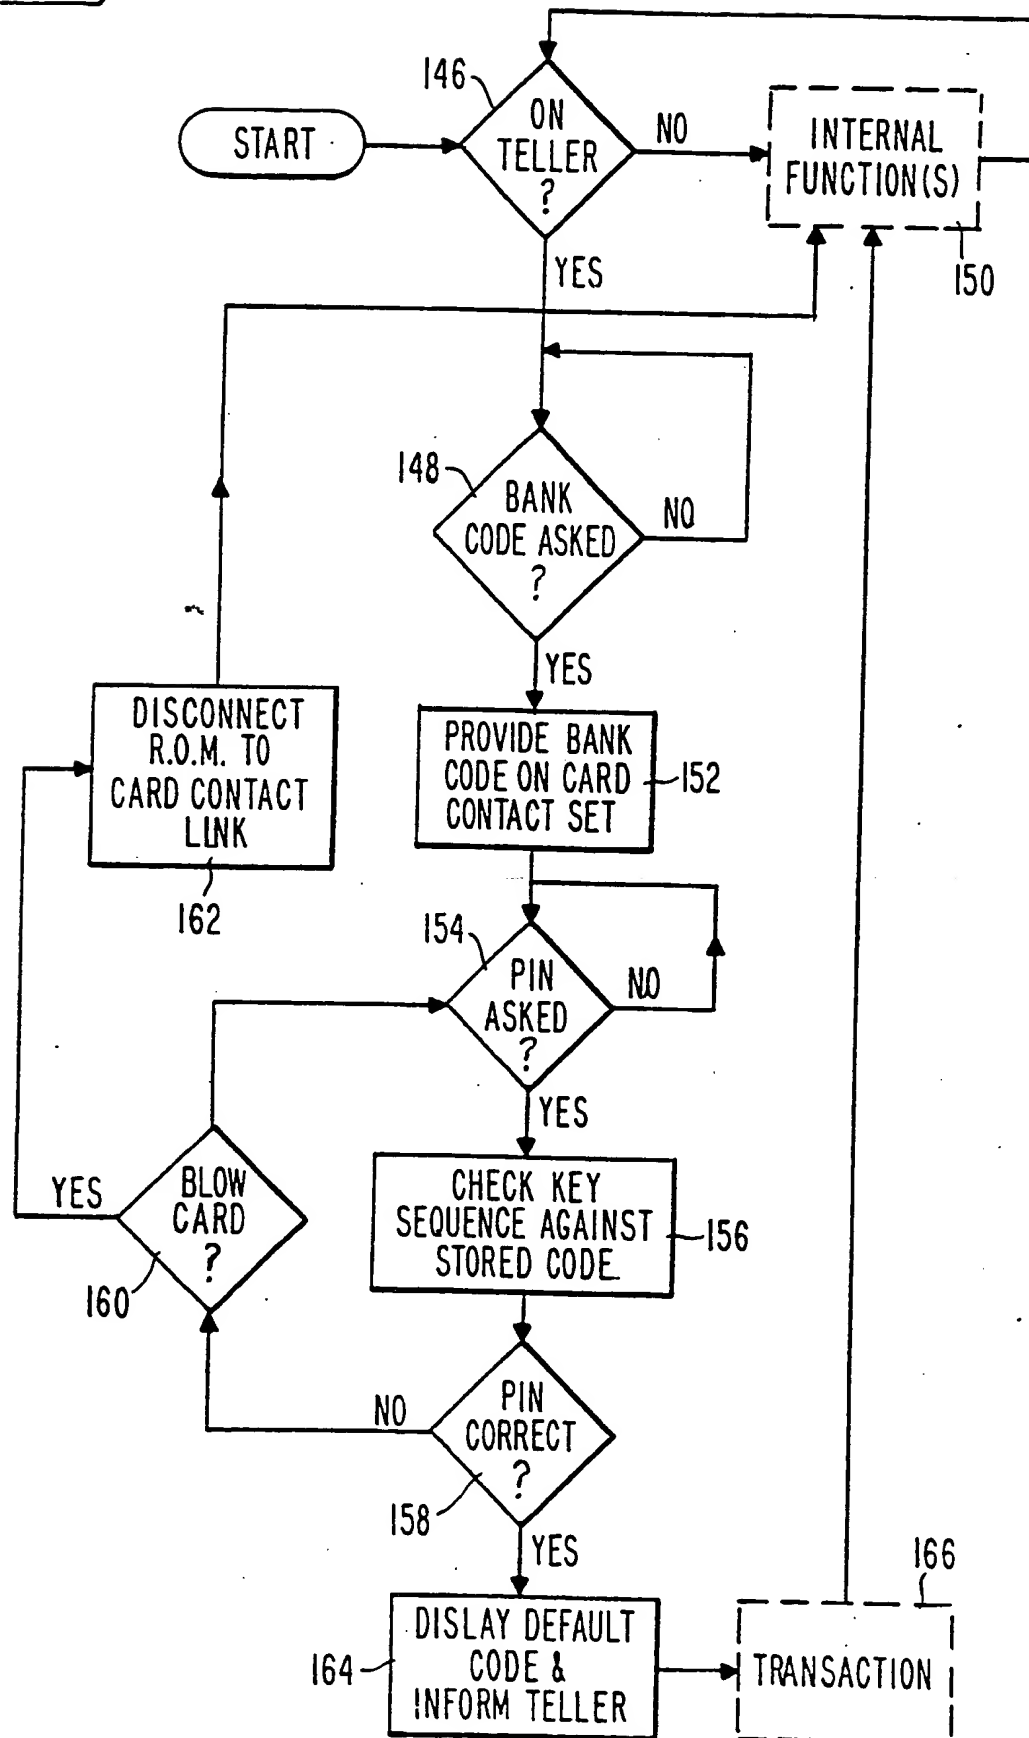 146
ON
TELLER
?
START
NO
INTERNAL
FUNCTION(S)
150
YES
148
BANK
CODE ASKED
?
NO
YES
DISCONNECT
R.O.M. TO
CARD CONTACT
LINK
162
PROVIDE BANK
CODE ON CARD
CONTACT SET
152
154
PIN
ASKED
?
NO
YES
BLOW
CARD
?
YES
160
CHECK KEY
SEQUENCE AGAINST
STORED CODE
156
PIN
CORRECT
?
NO
158
YES
DISLAY DEFAULT
CODE &
INFORM TELLER
164
TRANSACTION
166